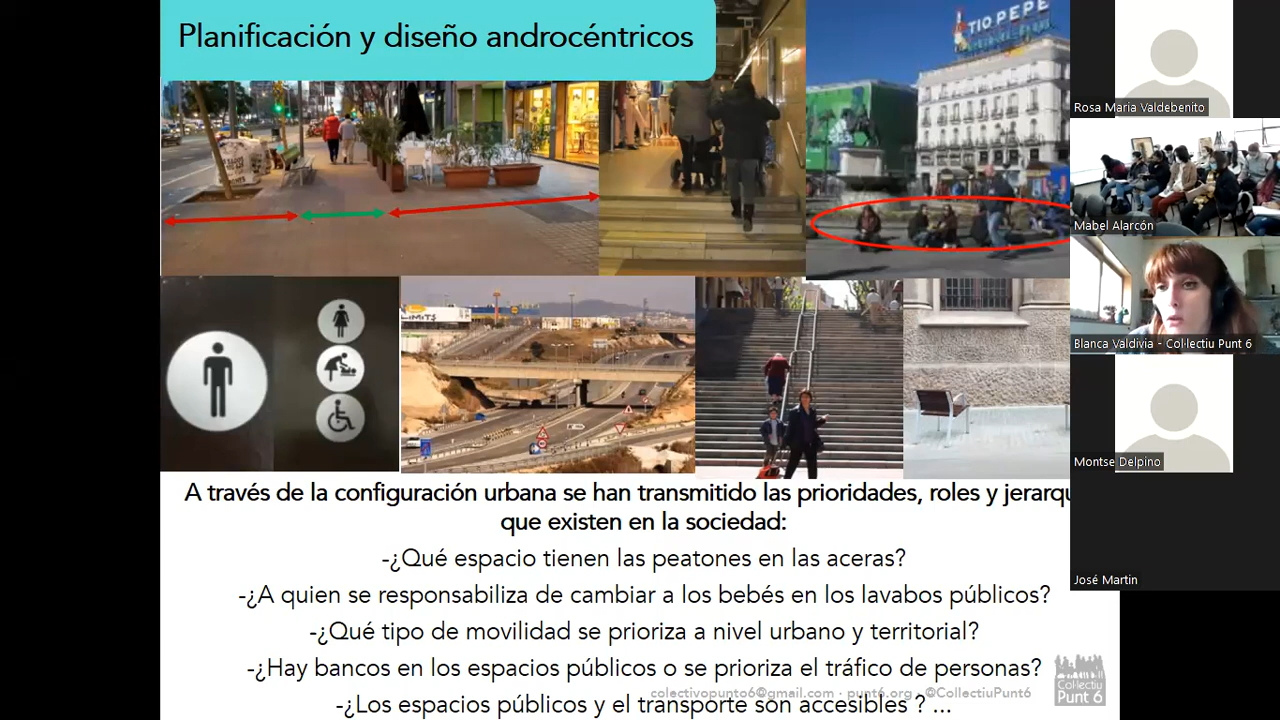 Planificación y diseño androcéntricos
TIO PEPE
LIMITS
A través de la configuración urbana se han transmitido las prioridades, roles y jerarqu
que existen en la sociedad:
-¿Qué espacio tienen las peatones en las aceras?
-¿A quien se responsabiliza de cambiar a los bebés en los lavabos públicos?
-¿Qué tipo de movilidad se prioriza a nivel urbano y territorial?
-¿Hay bancos en los espacios públicos o se prioriza el tráfico de personas?
colectivopunto6@gmail.com · punt6.org · @CollectiuPunt6
-¿Los espacios públicos y el transporte son accesibles ? ...
Col·lectiu
Punt 6
Rosa Maria Valdebenito
Mabel Alarcón
Blanca Valdivia - Col·lectiu Punt 6
Montse Delpino
José Martin